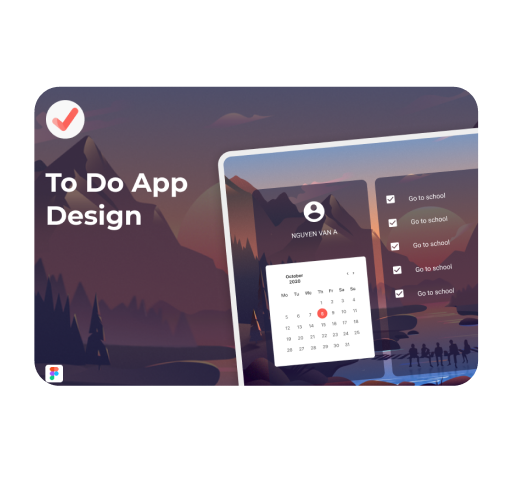 To Do App
Design
NGUYEN VAN A
October
2020
‹ ›
Mo Tu We Th Fr Sa Su
1 2 3 4
5 6 7 8 9 10 11
12 13 14 15 16 17 18
19 20 21 22 23 24 25
26 27 28 29 30 31
Go to school
Go to school
Go to school
Go to school
Go to school